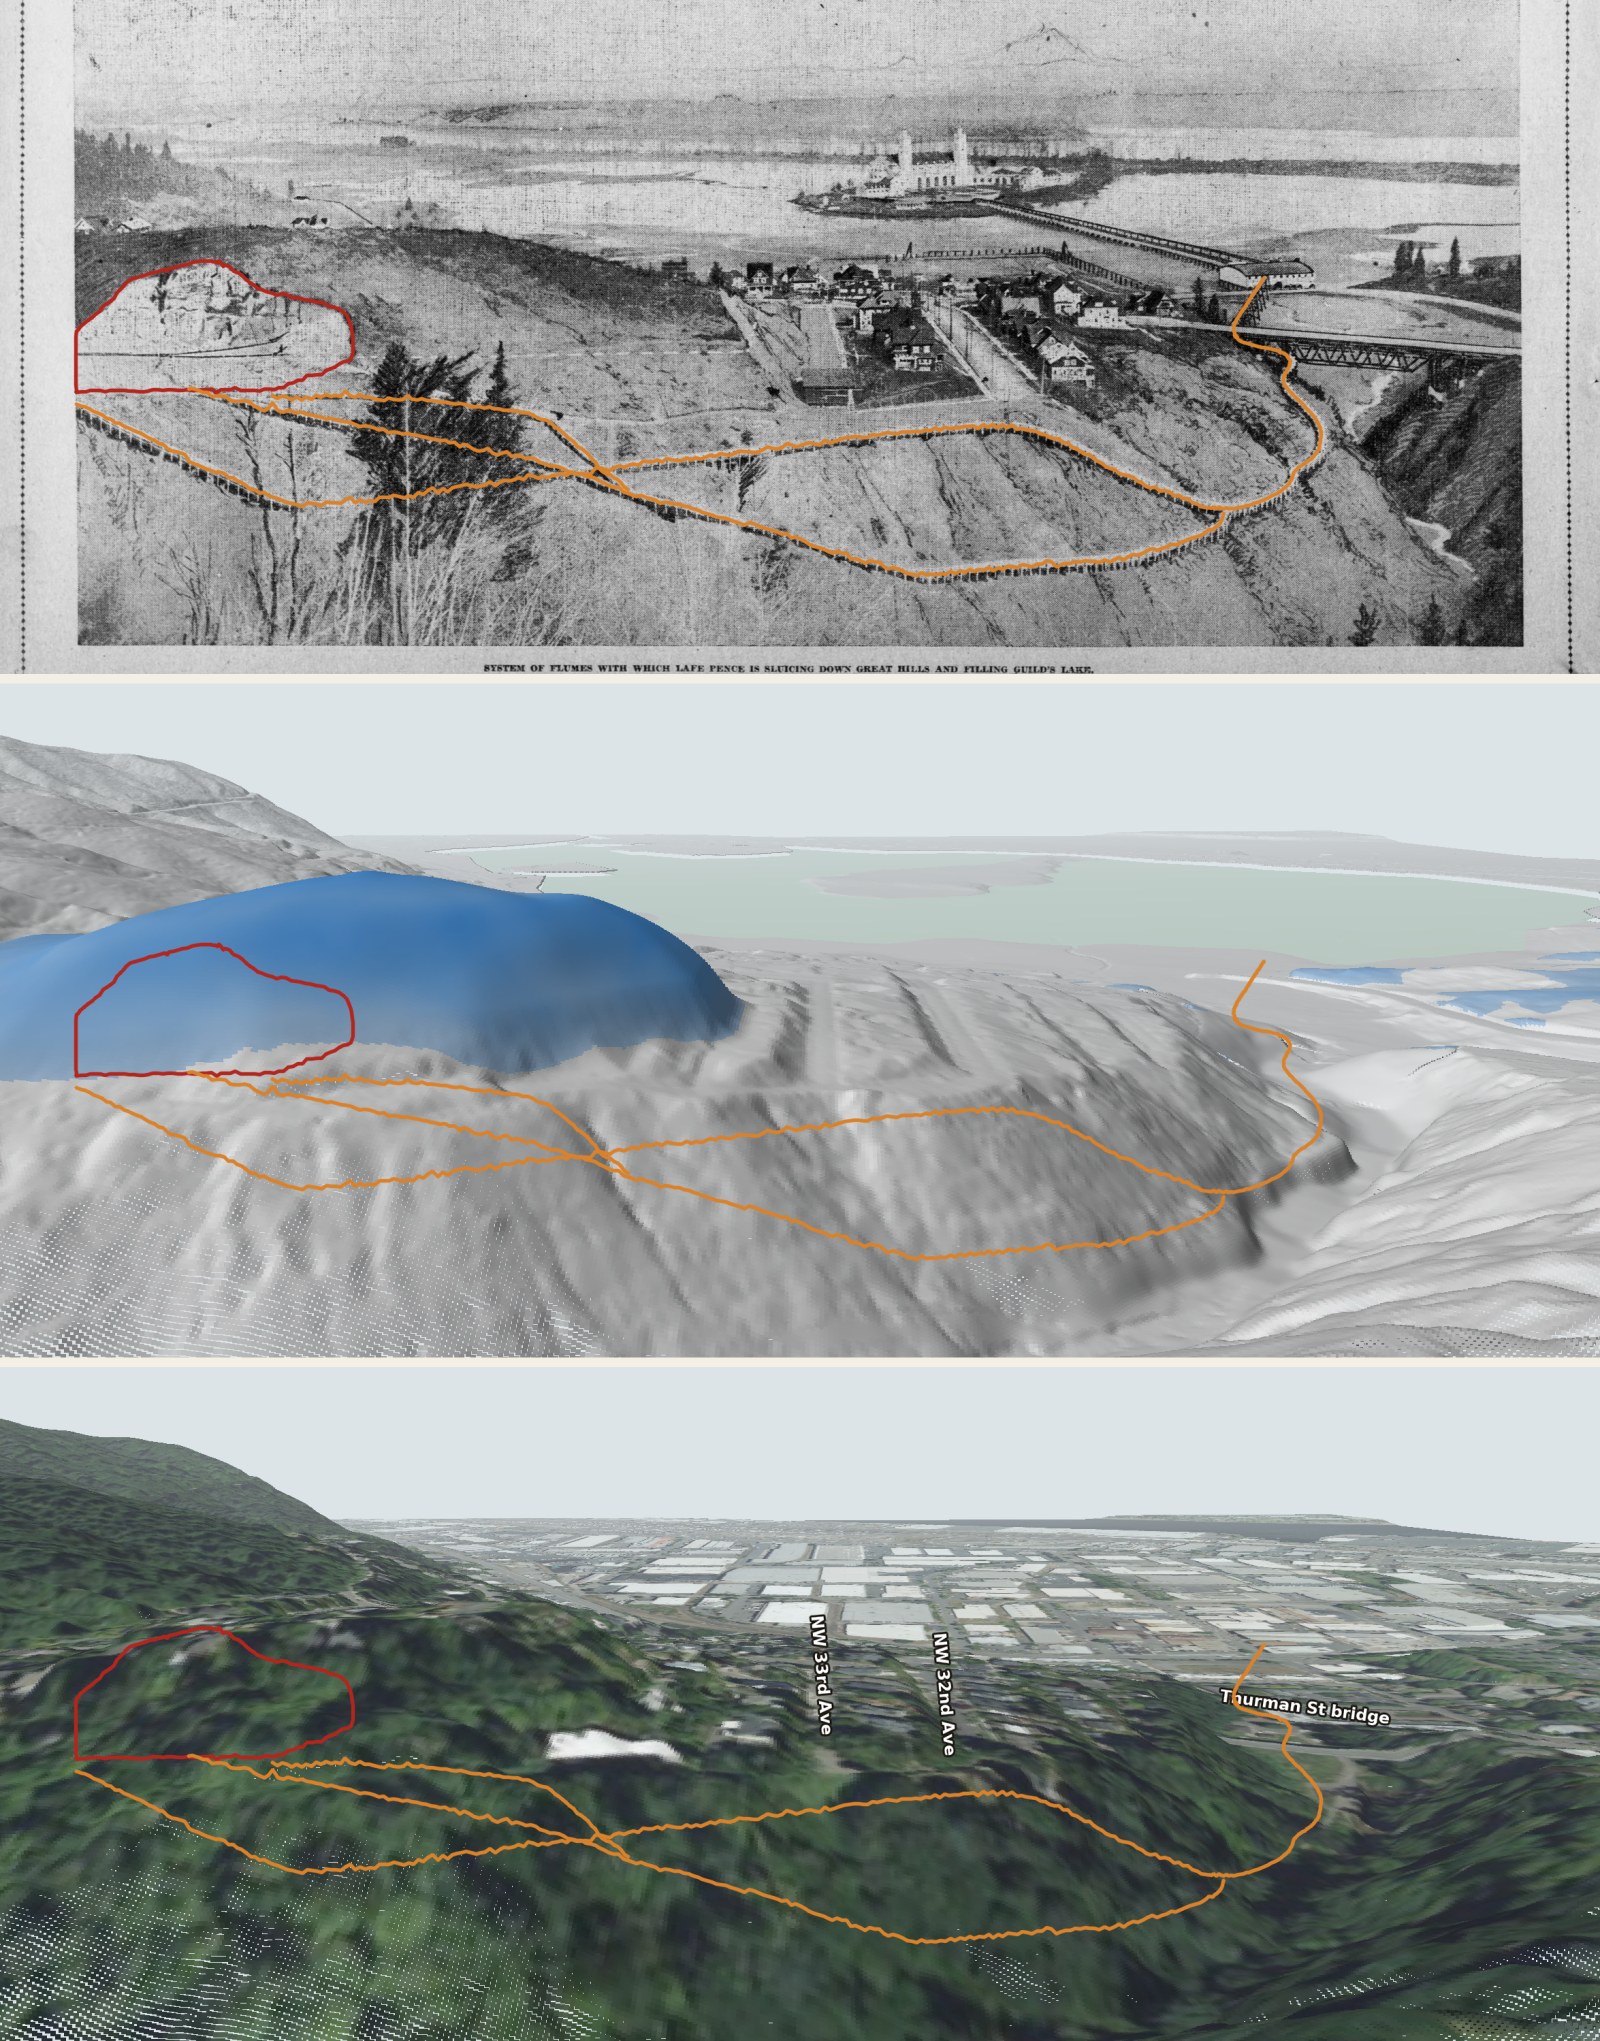 SYSTEM OF FLUMES WITH WHICH LAFE PENCE IS SLUICING DOWN GREAT HILLS AND FILLING GUILD'S LAKE.
NW 33rd Ave
NW 32nd Ave
Thurman St bridge